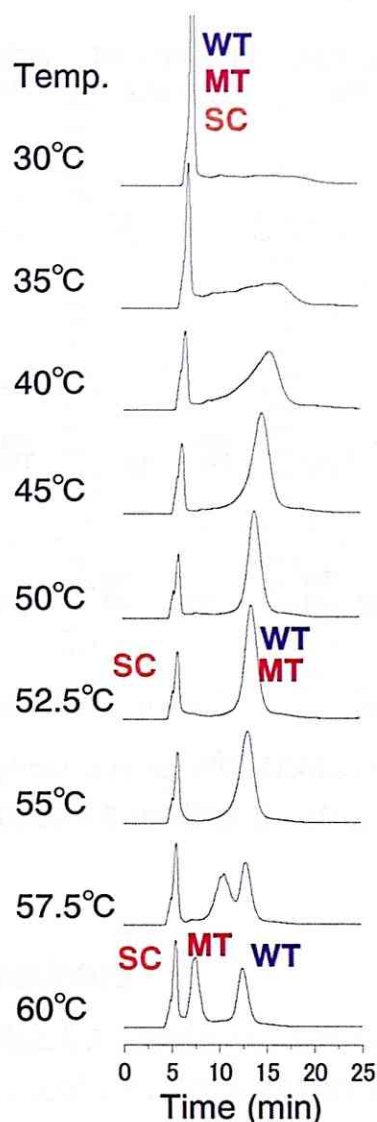 WT
Temp.
MT
SC
30°C
35°C
40°C
45°C
50°C
WT
SC
MT
52.5°C
55°C
57.5°C
SC MT WT
60°C
0 5 10 15 20 25
Time (min)